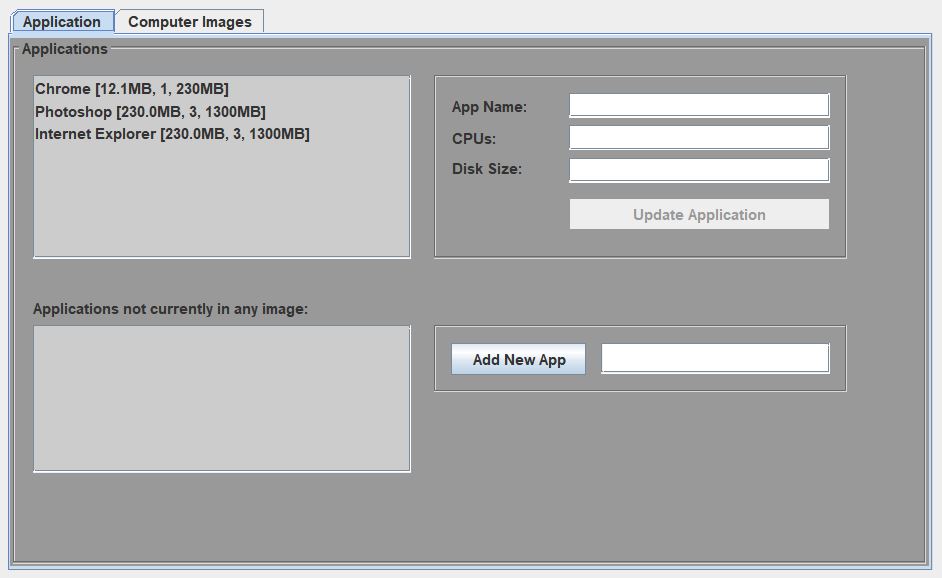 Application
Computer Images
Applications
Chrome [12.1MB, 1, 230MB]
Photoshop [230.0MB, 3, 1300MB]
Internet Explorer [230.0MB, 3, 1300MB]
App Name:
CPUs:
Disk Size:
Update Application
Applications not currently in any image:
Add New App